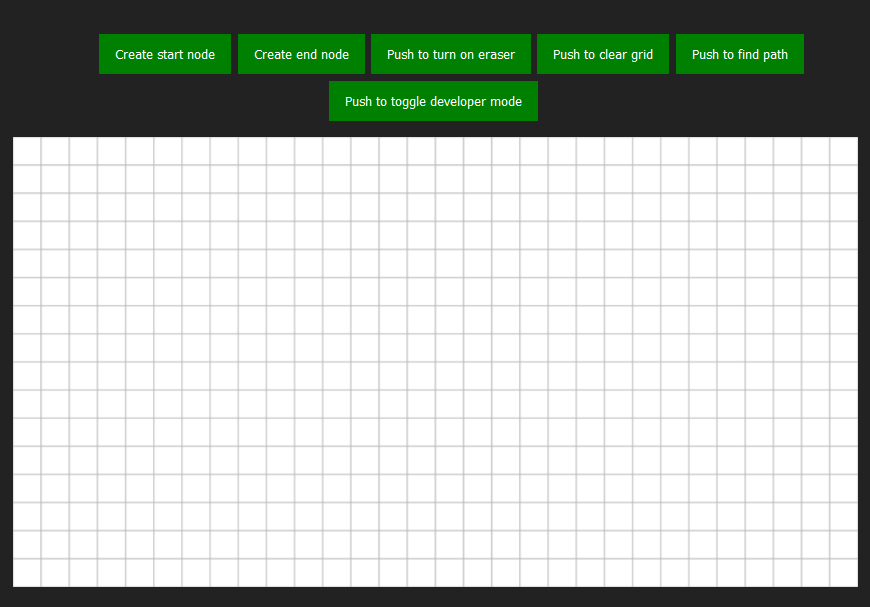 Create start node Create end node Push to turn on eraser Push to clear grid Push to find path
Push to toggle developer mode